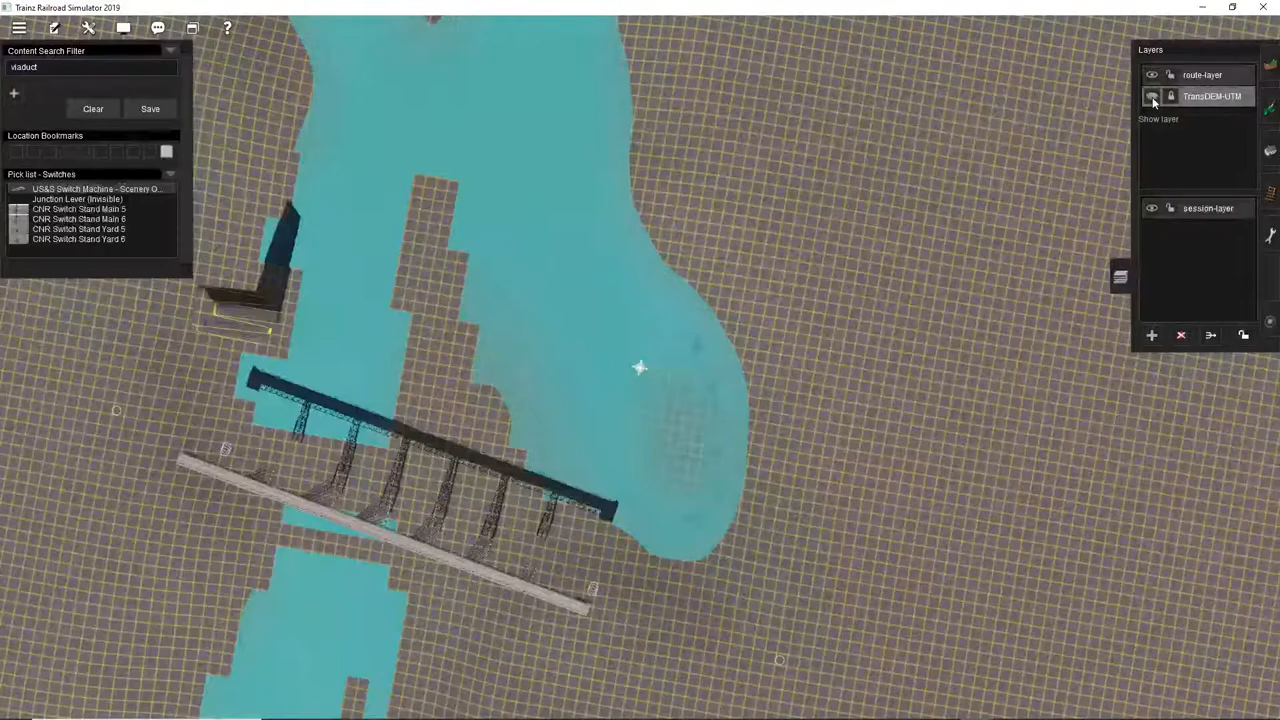 Trainz Railroad Simulator 2019
Content Search Filter
viaduct
Clear
Save
Location Bookmarks
Pick list - Switches
US&S Switch Machine - Scenery O...
Junction Lever (Invisible)
CNR Switch Stand Main 5
CNR Switch Stand Main 6
CNR Switch Stand Yard 5
CNR Switch Stand Yard 6
Layers
route-layer
TransDEM-UTM
Show layer
session-layer